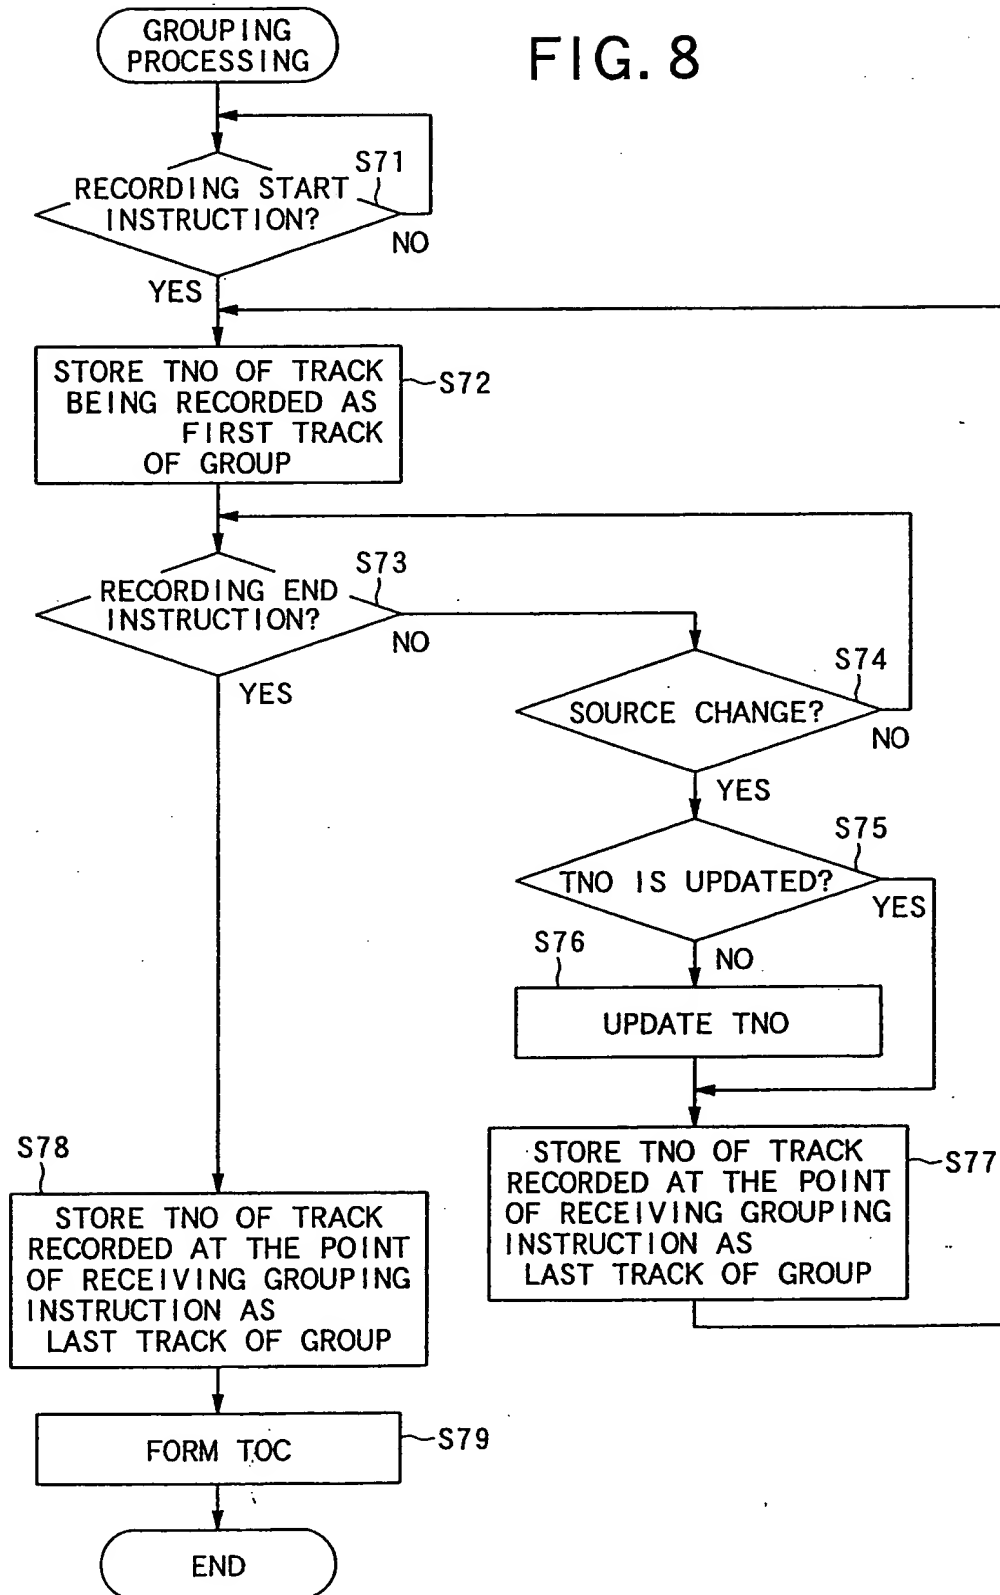 GROUPING
PROCESSING
FIG. 8
S71
RECORDING START
INSTRUCTION?
NO
YES
STORE TNO OF TRACK
BEING RECORDED AS
FIRST TRACK
OF GROUP
S72
S73
RECORDING END
INSTRUCTION?
NO
YES
S74
SOURCE CHANGE?
NO
YES
S75
TNO IS UPDATED?
YES
NO
S76
UPDATE TNO
STORE TNO OF TRACK
RECORDED AT THE POINT
OF RECEIVING GROUPING
INSTRUCTION AS
LAST TRACK OF GROUP
S77
S78
STORE TNO OF TRACK
RECORDED AT THE POINT
OF RECEIVING GROUPING
INSTRUCTION AS
LAST TRACK OF GROUP
FORM TOC
S79
END